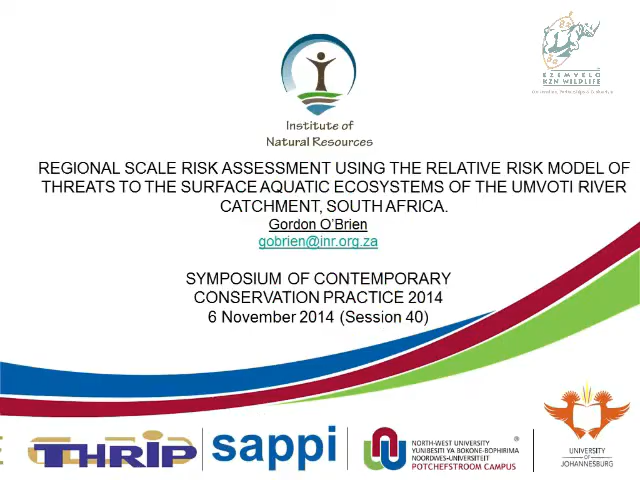 EZEMVELO
KZN WILDLIFE
Institute of
Natural Resources
REGIONAL SCALE RISK ASSESSMENT USING THE RELATIVE RISK MODEL OF
THREATS TO THE SURFACE AQUATIC ECOSYSTEMS OF THE UMVOTI RIVER
CATCHMENT, SOUTH AFRICA.
Gordon O'Brien
gobrien@inr.org.za
SYMPOSIUM OF CONTEMPORARY
CONSERVATION PRACTICE 2014
6 November 2014 (Session 40)
THRIP
sappi
NORTH-WEST UNIVERSITY
YUNIBESITI YA BOKONE-BOPHIRIMA
NOORDWES-UNIVERSITEIT
POTCHEFSTROOM CAMPUS
®
UNIVERSITY
OF
JOHANNESBURG